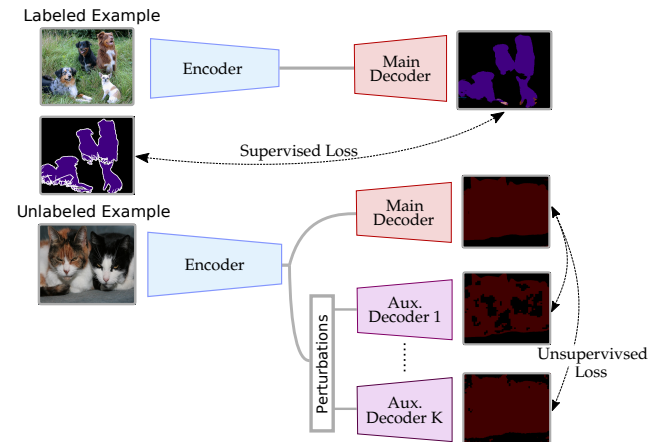 Labeled Example
Encoder
Main
Decoder
Supervised Loss
Unlabeled Example
Encoder
Main
Decoder
Perturbations
Aux.
Decoder 1
Unsupervivsed
Loss
Aux.
Decoder K